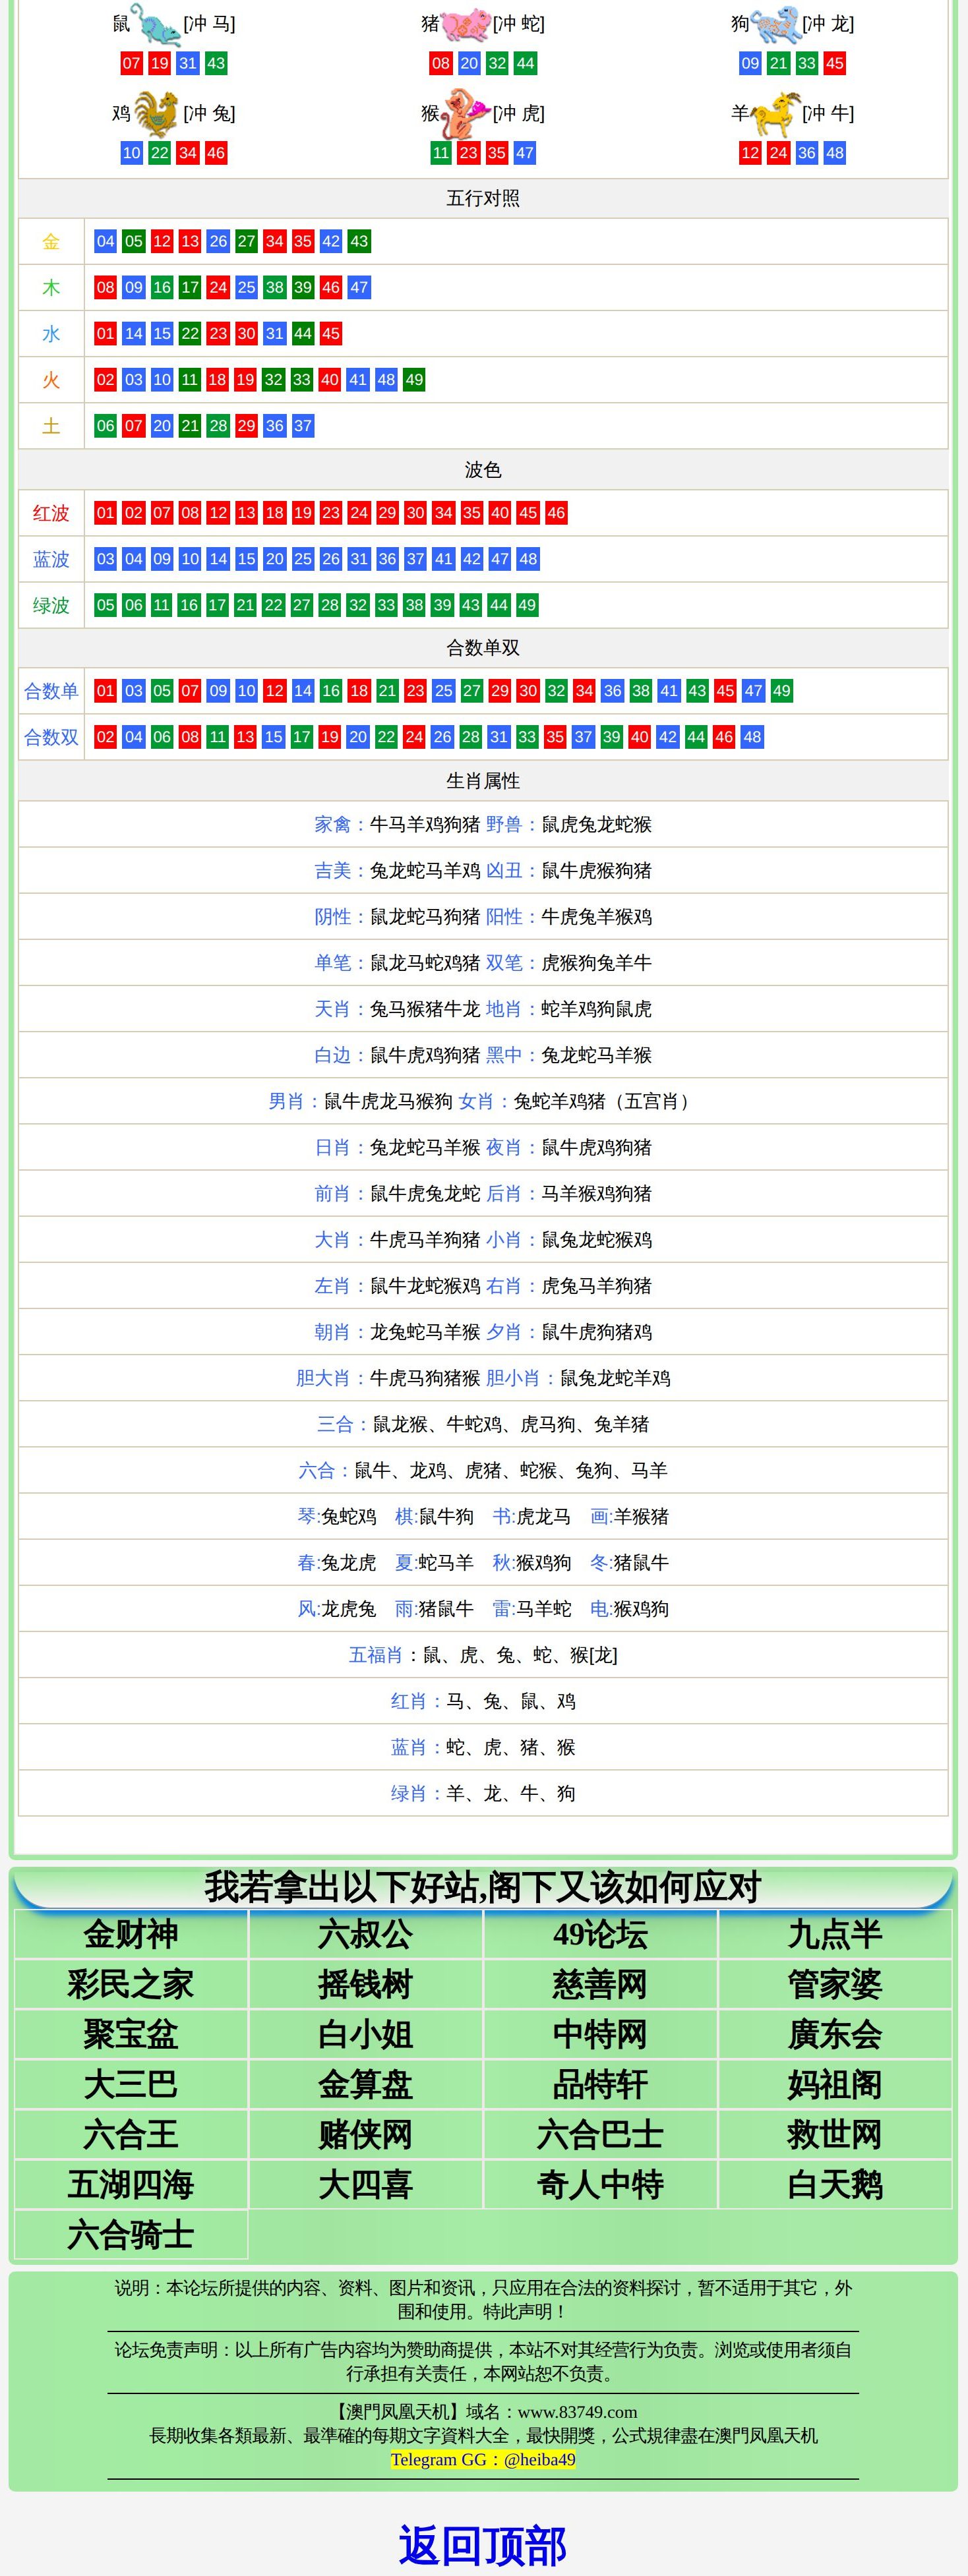 鼠[冲 马] 猪[冲 蛇] 狗[冲 龙]
07 19 31 43 08 20 32 44 09 21 33 45
鸡[冲 兔] 猴[冲 虎] 羊[冲 牛]
10 22 34 46 11 23 35 47 12 24 36 48
五行对照
金 04 05 12 13 26 27 34 35 42 43
木 08 09 16 17 24 25 38 39 46 47
水 01 14 15 22 23 30 31 44 45
火 02 03 10 11 18 19 32 33 40 41 48 49
土 06 07 20 21 28 29 36 37
波色
红波 01 02 07 08 12 13 18 19 23 24 29 30 34 35 40 45 46
蓝波 03 04 09 10 14 15 20 25 26 31 36 37 41 42 47 48
绿波 05 06 11 16 17 21 22 27 28 32 33 38 39 43 44 49
合数单双
合数单 01 03 05 07 09 10 12 14 16 18 21 23 25 27 29 30 32 34 36 38 41 43 45 47 49
合数双 02 04 06 08 11 13 15 17 19 20 22 24 26 28 31 33 35 37 39 40 42 44 46 48
生肖属性
家禽：牛马羊鸡狗猪 野兽：鼠虎兔龙蛇猴
吉美：兔龙蛇马羊鸡 凶丑：鼠牛虎猴狗猪
阴性：鼠龙蛇马狗猪 阳性：牛虎兔羊猴鸡
单笔：鼠龙马蛇鸡猪 双笔：虎猴狗兔羊牛
天肖：兔马猴猪牛龙 地肖：蛇羊鸡狗鼠虎
白边：鼠牛虎鸡狗猪 黑中：兔龙蛇马羊猴
男肖：鼠牛虎龙马猴狗 女肖：兔蛇羊鸡猪（五宫肖）
日肖：兔龙蛇马羊猴 夜肖：鼠牛虎鸡狗猪
前肖：鼠牛虎兔龙蛇 后肖：马羊猴鸡狗猪
大肖：牛虎马羊狗猪 小肖：鼠兔龙蛇猴鸡
左肖：鼠牛龙蛇猴鸡 右肖：虎兔马羊狗猪
朝肖：龙兔蛇马羊猴 夕肖：鼠牛虎狗猪鸡
胆大肖：牛虎马狗猪猴 胆小肖：鼠兔龙蛇羊鸡
三合：鼠龙猴、牛蛇鸡、虎马狗、兔羊猪
六合：鼠牛、龙鸡、虎猪、蛇猴、兔狗、马羊
琴:兔蛇鸡 棋:鼠牛狗 书:虎龙马 画:羊猴猪
春:兔龙虎 夏:蛇马羊 秋:猴鸡狗 冬:猪鼠牛
风:龙虎兔 雨:猪鼠牛 雷:马羊蛇 电:猴鸡狗
五福肖：鼠、虎、兔、蛇、猴[龙]
红肖：马、兔、鼠、鸡
蓝肖：蛇、虎、猪、猴
绿肖：羊、龙、牛、狗
我若拿出以下好站,阁下又该如何应对
金财神 六叔公 49论坛 九点半
彩民之家 摇钱树 慈善网 管家婆
聚宝盆 白小姐 中特网 廣东会
大三巴 金算盘 品特轩 妈祖阁
六合王 赌侠网 六合巴士 救世网
五湖四海 大四喜 奇人中特 白天鹅
六合骑士
说明：本论坛所提供的内容、资料、图片和资讯，只应用在合法的资料探讨，暂不适用于其它，外
围和使用。特此声明！
论坛免责声明：以上所有广告内容均为赞助商提供，本站不对其经营行为负责。浏览或使用者须自
行承担有关责任，本网站恕不负责。
【澳門凤凰天机】域名：www.83749.com
長期收集各類最新、最準確的每期文字資料大全，最快開獎，公式規律盡在澳門凤凰天机
Telegram GG：@heiba49
返回顶部